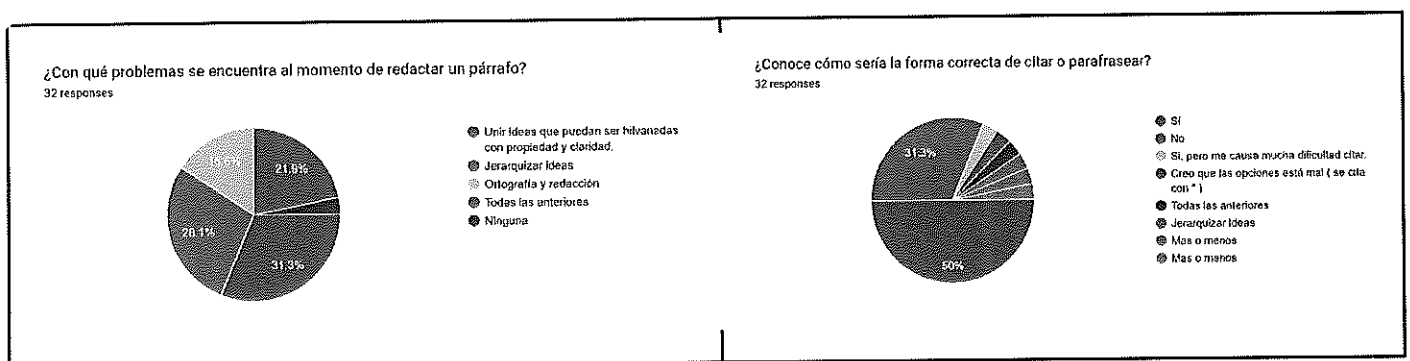 ¿Con qué problemas se encuentra al momento de redactar un párrafo?
32 responses
Unir ideas que puedan ser hilvanadas
con propiedad y claridad.
Jerarquizar ideas
Ortografía y redacción
Todas las anteriores
Ninguna
21.9%
28.1%
31.3%
¿Conoce cómo sería la forma correcta de citar o parafrasear?
32 responses
Sí
No
Si, pero me causa mucha dificultad citar.
Creo que las opciones está mal ( se cita
con " )
Todas las anteriores
Jerarquizar ideas
Mas o menos
Mas o menos
31.3%
50%